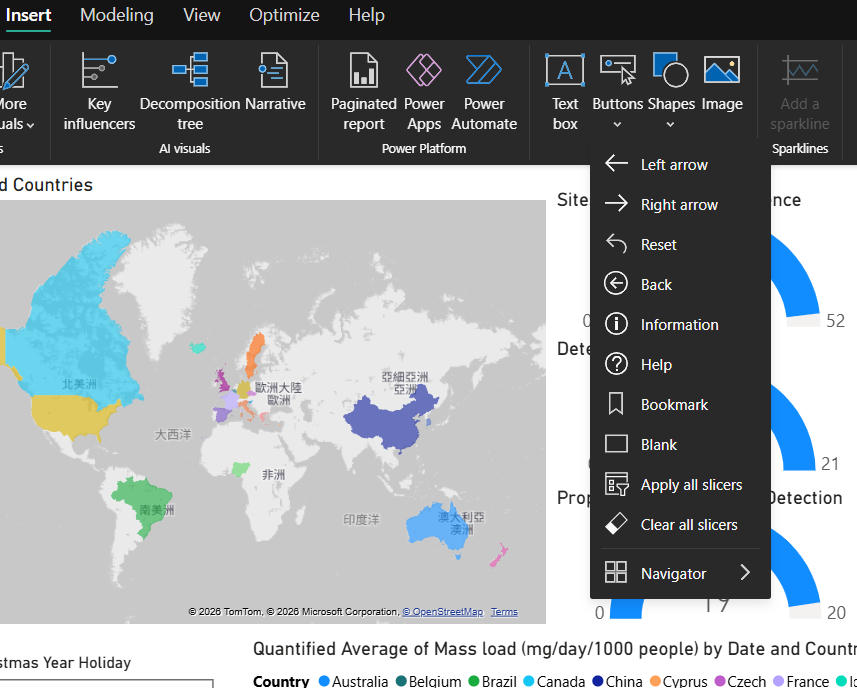 Insert Modeling View Optimize Help
More
uals
Key
influencers
Decomposition
tree
Narrative
AI visuals
Paginated
report
Power
Apps
Power
Automate
Power Platform
Text
box
Buttons
Shapes
Image
Add a
sparkline
Sparklines
Left arrow
Right arrow
Reset
Back
Information
Help
Bookmark
Blank
Apply all slicers
Clear all slicers
Navigator
d Countries
北美洲
大西洋
南美洲
歐洲大陸
歐洲
亞細亞洲
亞洲
非洲
印度洋
澳大利亞
澳洲
© 2026 TomTom, © 2026 Microsoft Corporation, © OpenStreetMap Terms
Site
ence
0
52
Dete
21
Prop
Detection
0
19
20
stmas Year Holiday
Quantified Average of Mass load (mg/day/1000 people) by Date and Countr
Country Australia Belgium Brazil Canada China Cyprus Czech France